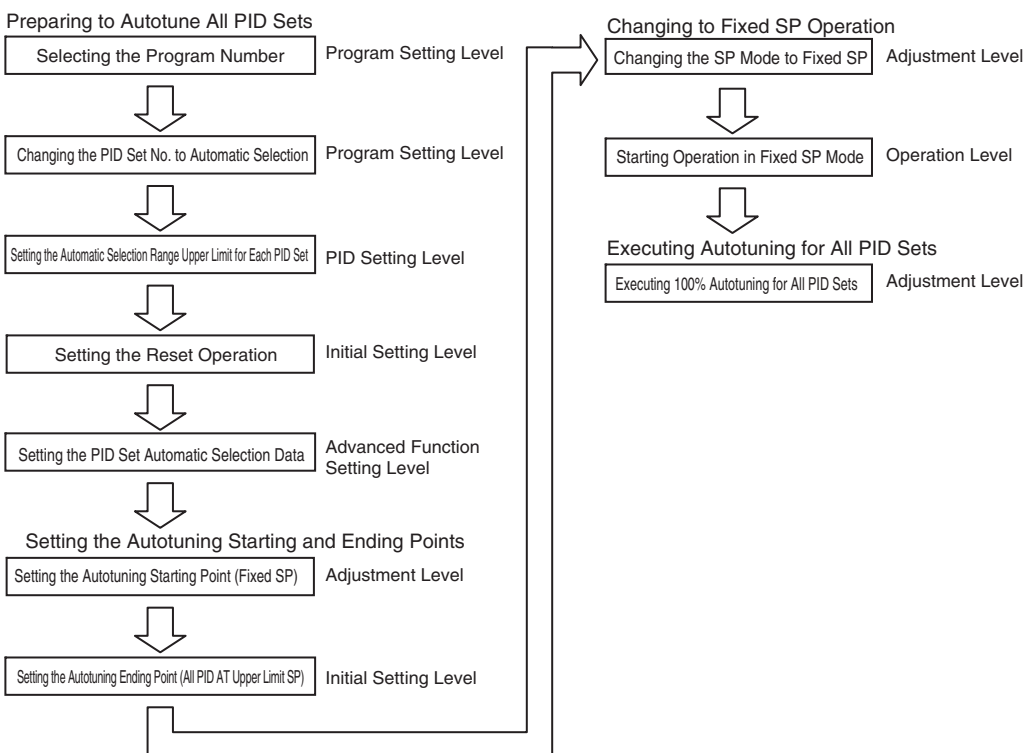 Preparing to Autotune All PID Sets
Selecting the Program Number
Program Setting Level
Changing the PID Set No. to Automatic Selection
Program Setting Level
Setting the Automatic Selection Range Upper Limit for Each PID Set
PID Setting Level
Setting the Reset Operation
Initial Setting Level
Setting the PID Set Automatic Selection Data
Advanced Function
Setting Level
Setting the Autotuning Starting and Ending Points
Setting the Autotuning Starting Point (Fixed SP)
Adjustment Level
Setting the Autotuning Ending Point (All PID AT Upper Limit SP)
Initial Setting Level
Changing to Fixed SP Operation
Changing the SP Mode to Fixed SP
Adjustment Level
Starting Operation in Fixed SP Mode
Operation Level
Executing Autotuning for All PID Sets
Executing 100% Autotuning for All PID Sets
Adjustment Level